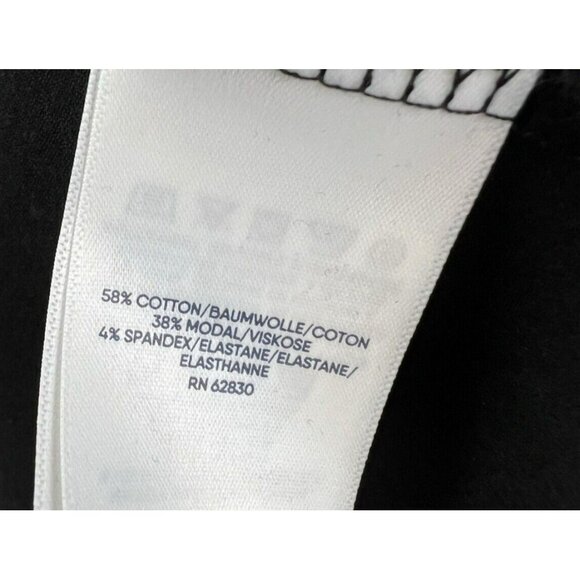 58% COTTON/BAUMWOLLE/COTON
38% MODAL/VISKOSE
4% SPANDEX/ELASTANE/ELASTANE/
ELASTHANNE
RN 62830